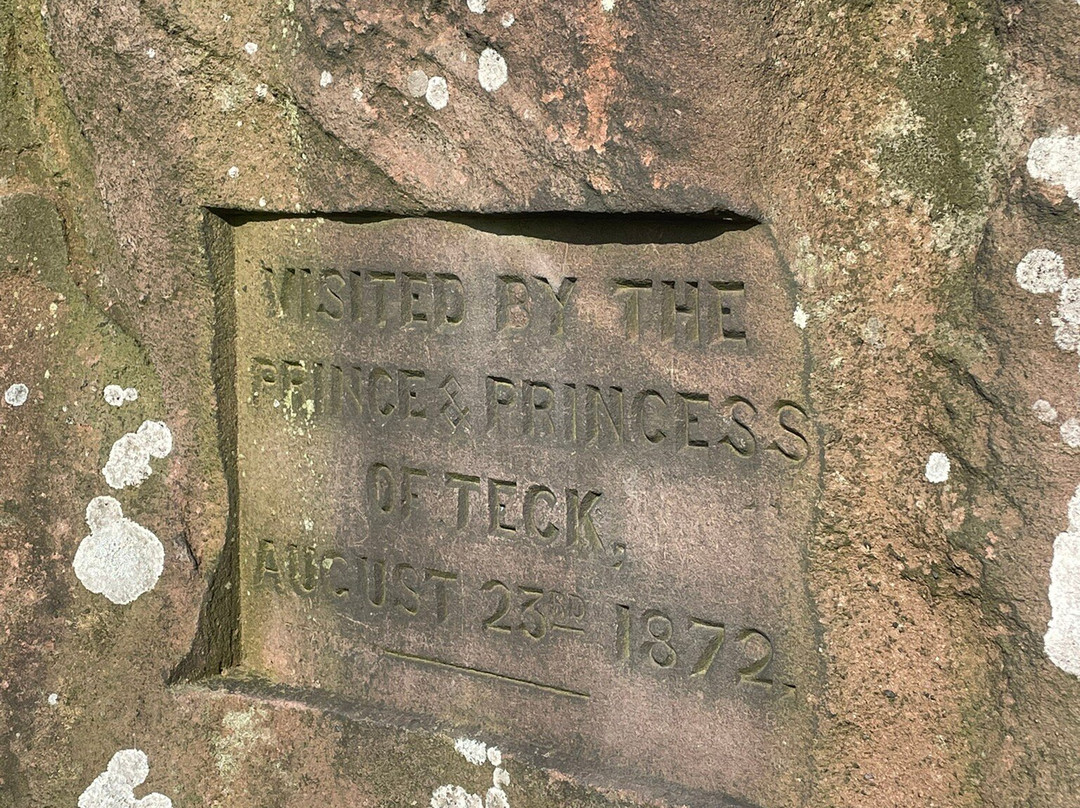 VISITED BY THE
PRINCE & PRINCESS
OF TECK,
AUGUST 23RD 1872,